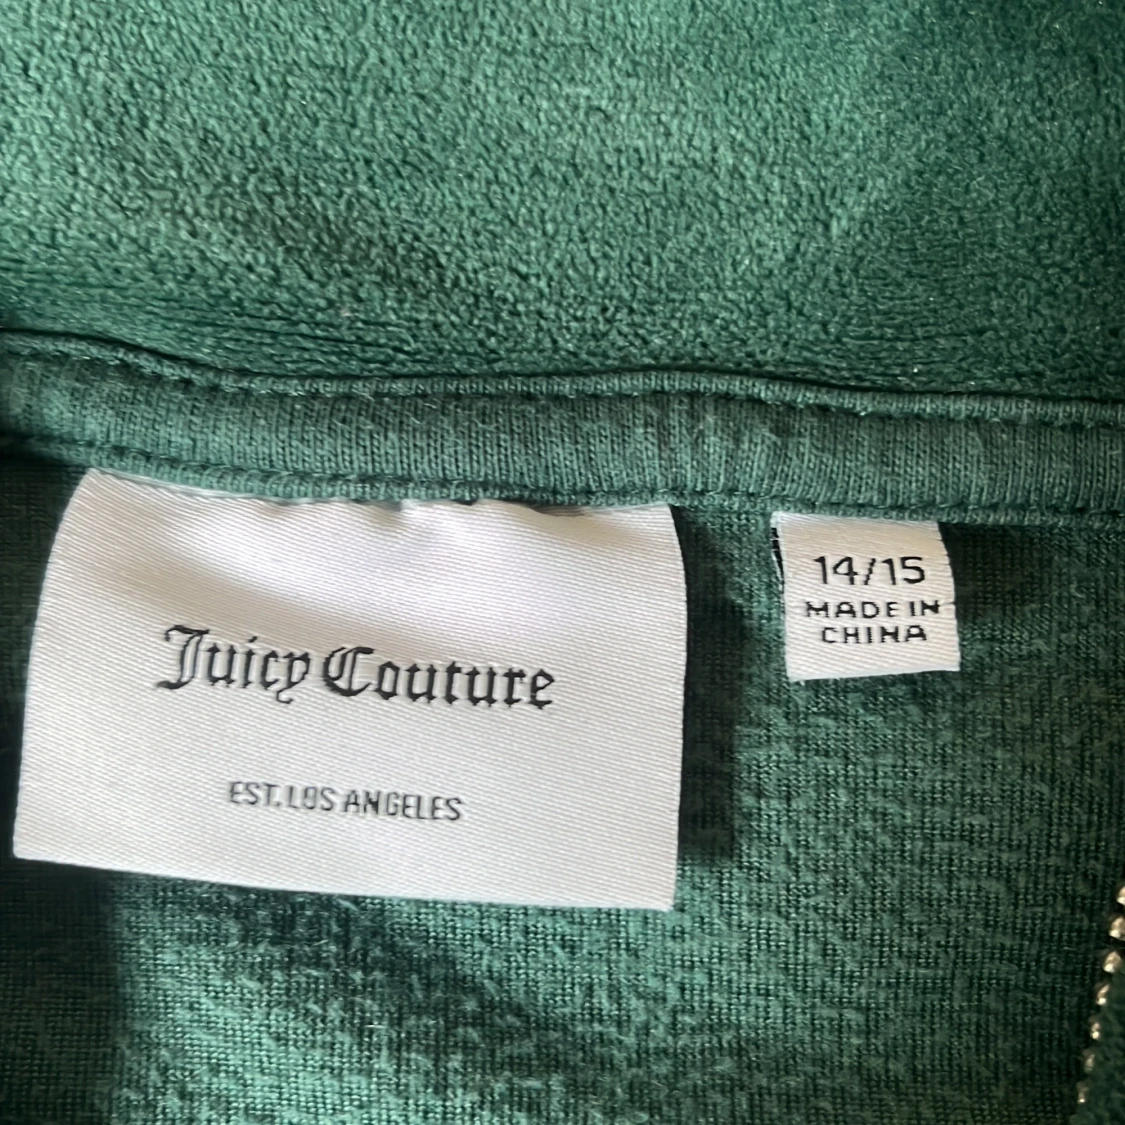 Juicy Couture
EST. LOS ANGELES
14/15
MADE IN
CHINA